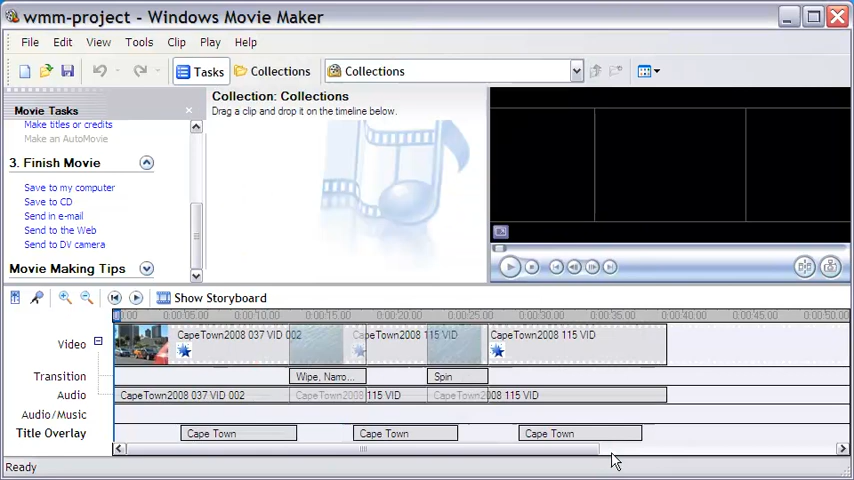 wmm-project - Windows Movie Maker
File Edit View Tools Clip Play Help
Tasks Collections Collections
Movie Tasks
Make titles or credits
Make an AutoMovie
3. Finish Movie
Save to my computer
Save to CD
Send in e-mail
Send to the Web
Send to DV camera
Movie Making Tips
Collection: Collections
Drag a clip and drop it on the timeline below.
Show Storyboard
0:00:05.00 0:00:10.00 0:00:15.00 0:00:20.00 0:00:25.00 0:00:30.00 0:00:35.00 0:00:40.00 0:00:45.00 0:00:50.00
Video CapeTown2008 037 VID 002 CapeTown2008 115 VID CapeTown2008 115 VID
Transition Wipe, Narro... Spin
Audio CapeTown2008 037 VID 002 CapeTown2008 115 VID CapeTown2008 115 VID
Audio/Music
Title Overlay Cape Town Cape Town Cape Town
Ready